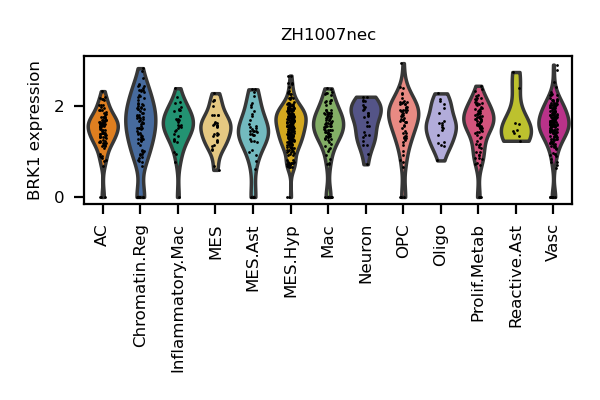 ZH1007nec
BRK1 expression
2
0
AC
Chromatin.Reg
Inflammatory.Mac
MES
MES.Ast
MES.Hyp
Mac
Neuron
OPC
Oligo
Prolif.Metab
Reactive.Ast
Vasc